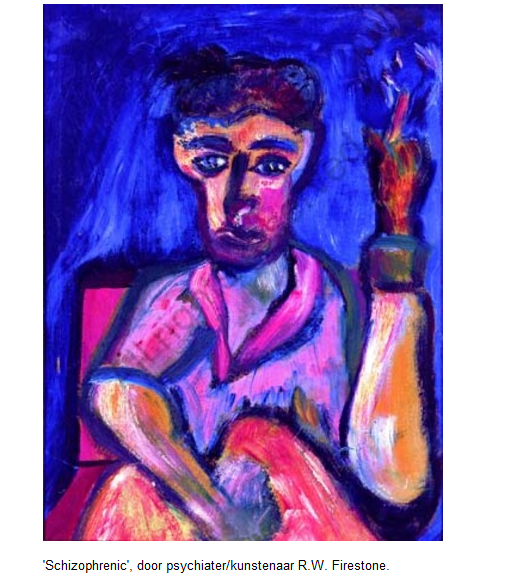 'Schizophrenic', door psychiater/kunstenaar R.W. Firestone.